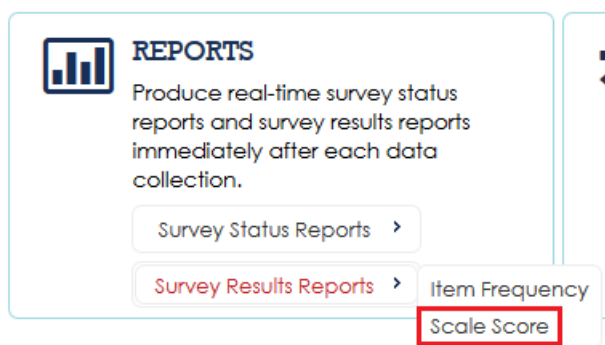 REPORTS
Produce real-time survey status
reports and survey results reports
immediately after each data
collection.
Survey Status Reports
Survey Results Reports
Item Frequency
Scale Score